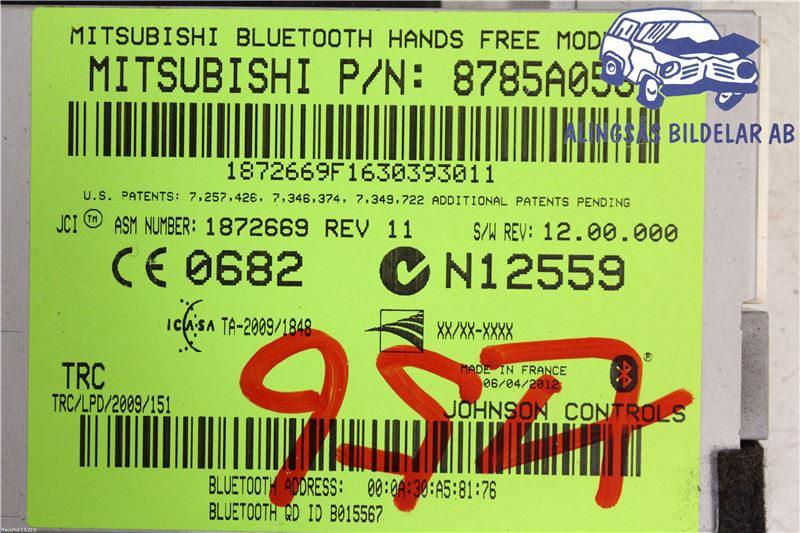 MITSUBISHI BLUETOOTH HANDS FREE
MITSUBISHI P/N:
ALINGSÅS BILDELAR AB
1872669F1630393011
U.S. PATENTS: 7,257,426, 7,346,374, 7,349,722 ADDITIONAL PATENTS PENDING
JCI™ ASM NUMBER: 1872669 REV 11 S/W REV: 12.00.000
CE 0682 N12559
ICASA TA-2009/1848 XX/XX-XXXX
TRC
TRC/LPD/2009/151
MADE IN FRANCE
06/04/2012
957
JOHNSON CONTROLS
BLUETOOTH ADDRESS: 00:0A:30:A5:81:76
BLUETOOTH QD ID B015567